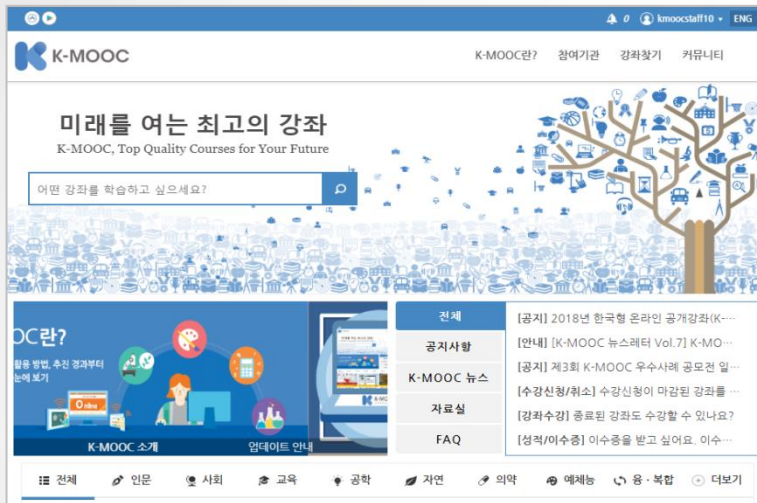 0 kmoocstaff10 ENG
K-MOOC
K-MOOC란? 참여기관 강좌찾기 커뮤니티
미래를 여는 최고의 강좌
K-MOOC, Top Quality Courses for Your Future
어떤 강좌를 학습하고 싶으세요?
OC란?
활용 방법, 추진 경과부터
눈에 보기
Online
K-MOOC 소개
업데이트 안내
전체
공지사항
K-MOOC 뉴스
자료실
FAQ
[공지] 2018년 한국형 온라인 공개강좌(K-…
[안내] [K-MOOC 뉴스레터 Vol.7] K-MO…
[공지] 제3회 K-MOOC 우수사례 공모전 일…
[수강신청/취소] 수강신청이 마감된 강좌를 …
[강좌수강] 종료된 강좌도 수강할 수 있나요?
[성적/이수증] 이수증을 받고 싶어요. 이수…
전체 인문 사회 교육 공학 자연 의약 예체능 융·복합 더보기